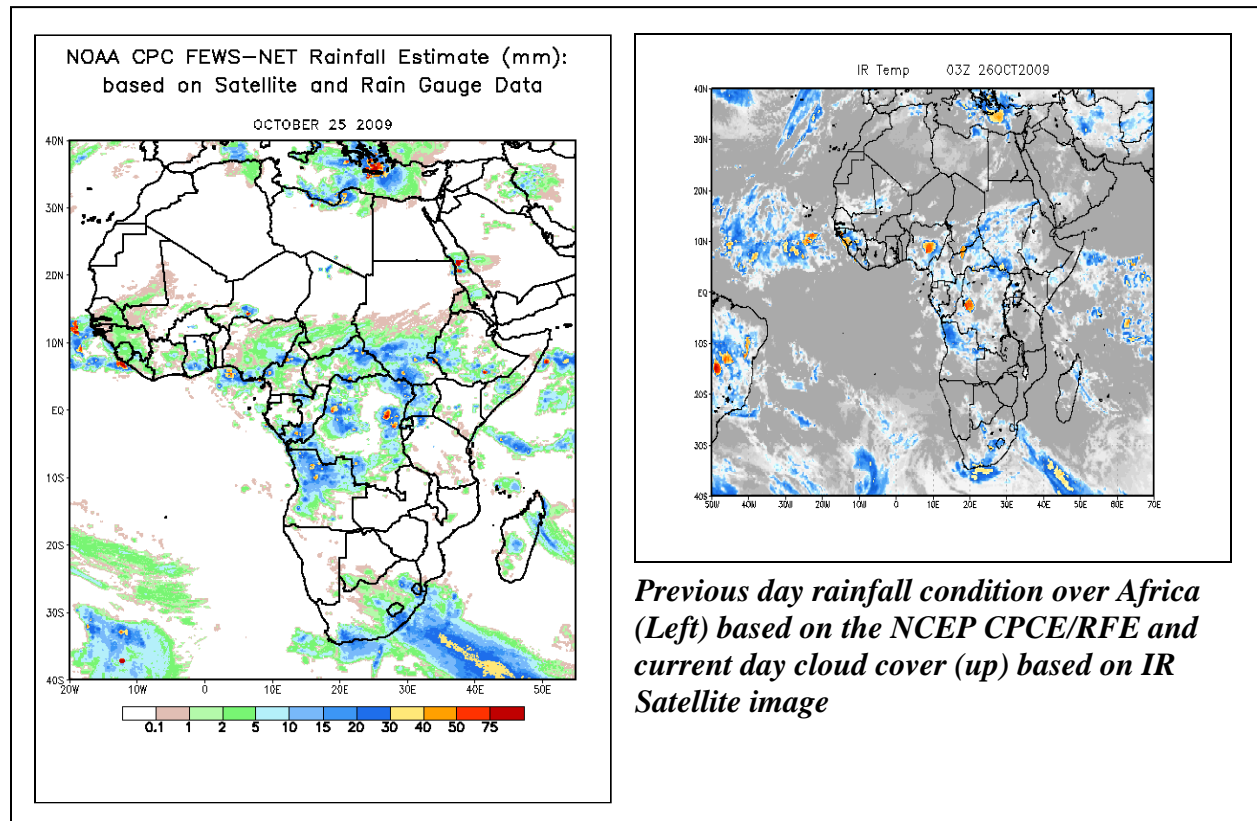 NOAA CPC FEWS-NET Rainfall Estimate (mm):
based on Satellite and Rain Gauge Data
OCTOBER 25 2009
40N
30N
20N
10N
EQ
10S
20S
30S
40S
20W 10W 0 10E 20E 30E 40E 50E
0.1 1 2 5 10 15 20 30 40 50 75
IR Temp 03Z 26OCT2009
40N
30N
20N
10N
EQ
10S
20S
30S
40S
50W 40W 30W 20W 10W 0 10E 20E 30E 40E 50E 60E 70E
Previous day rainfall condition over Africa
(Left) based on the NCEP CPCE/RFE and
current day cloud cover (up) based on IR
Satellite image